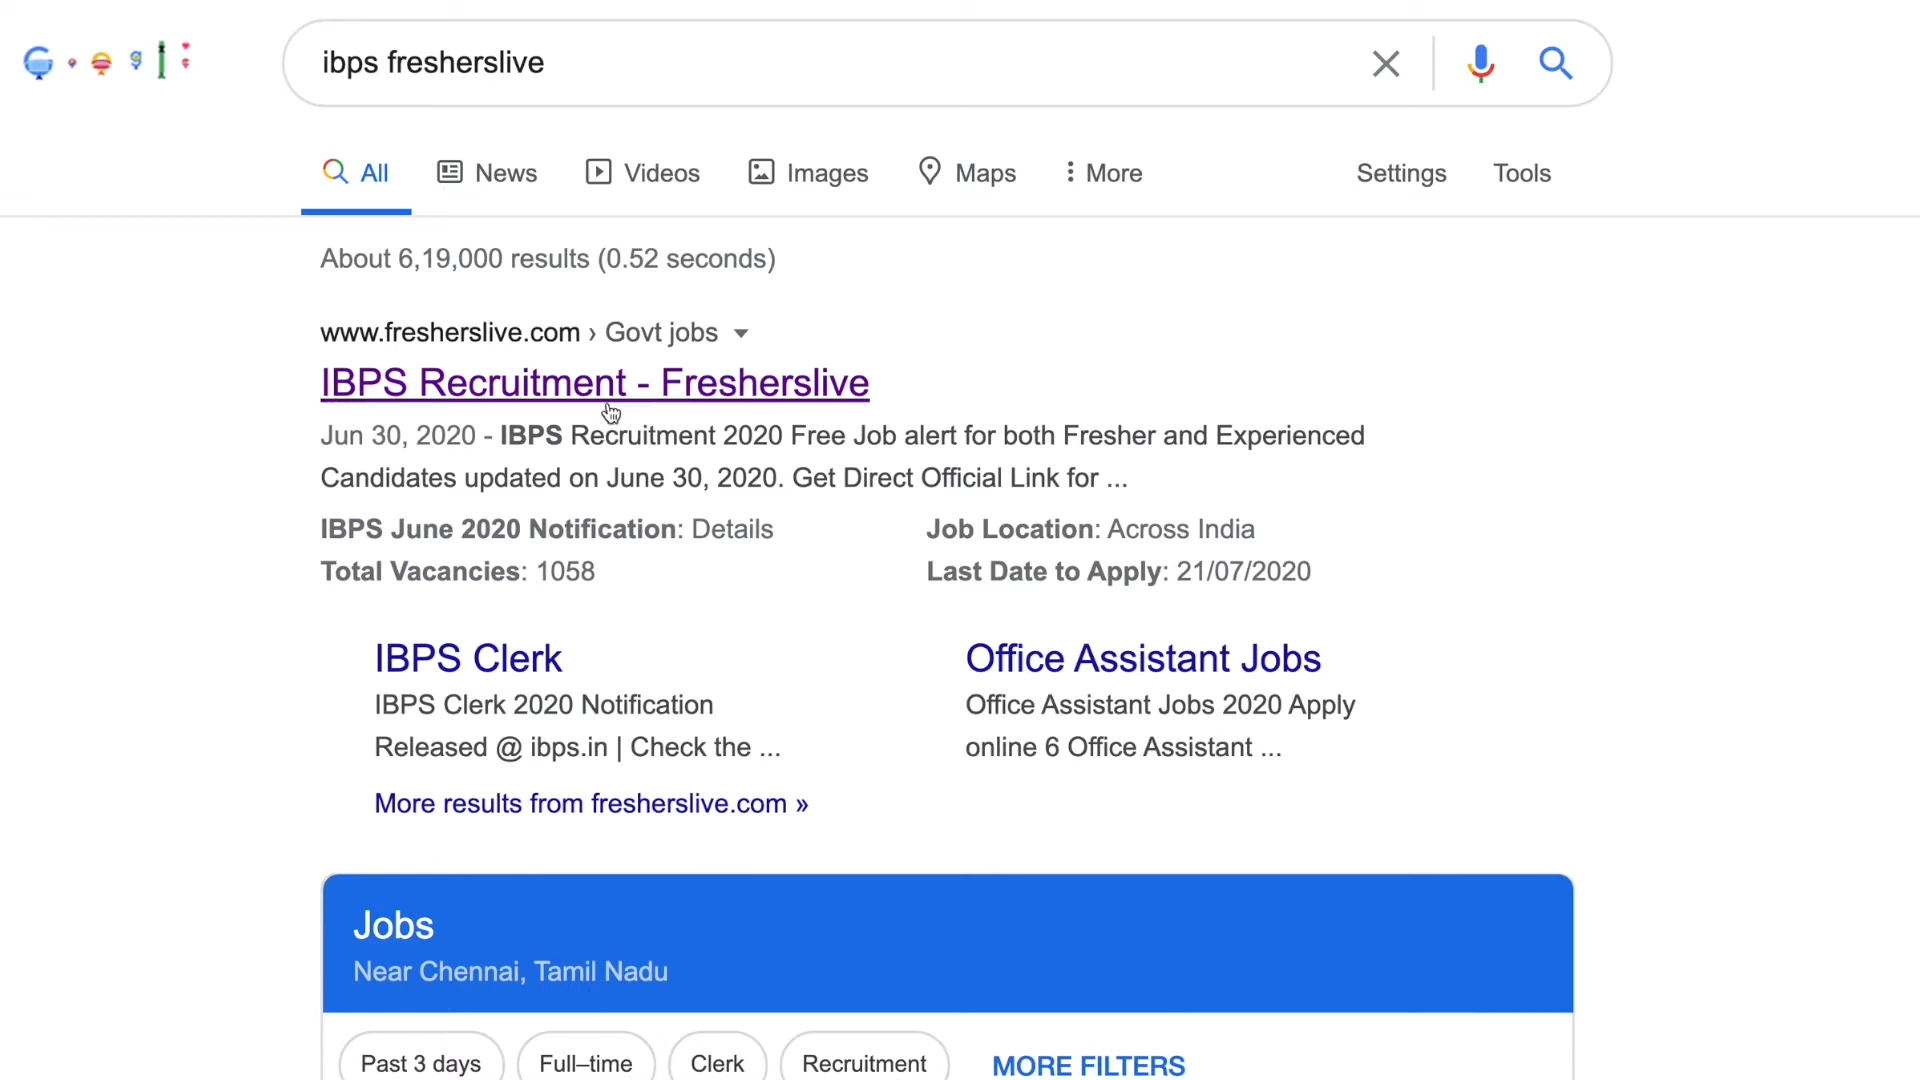 ibps fresherslive
All News Videos Images Maps More Settings Tools
About 6,19,000 results (0.52 seconds)
www.fresherslive.com › Govt jobs
IBPS Recruitment - Fresherslive
Jun 30, 2020 - IBPS Recruitment 2020 Free Job alert for both Fresher and Experienced
Candidates updated on June 30, 2020. Get Direct Official Link for ...
IBPS June 2020 Notification: Details Job Location: Across India
Total Vacancies: 1058 Last Date to Apply: 21/07/2020
IBPS Clerk Office Assistant Jobs
IBPS Clerk 2020 Notification Office Assistant Jobs 2020 Apply
Released @ ibps.in | Check the ... online 6 Office Assistant ...
More results from fresherslive.com »
Jobs
Near Chennai, Tamil Nadu
Past 3 days Full–time Clerk Recruitment MORE FILTERS